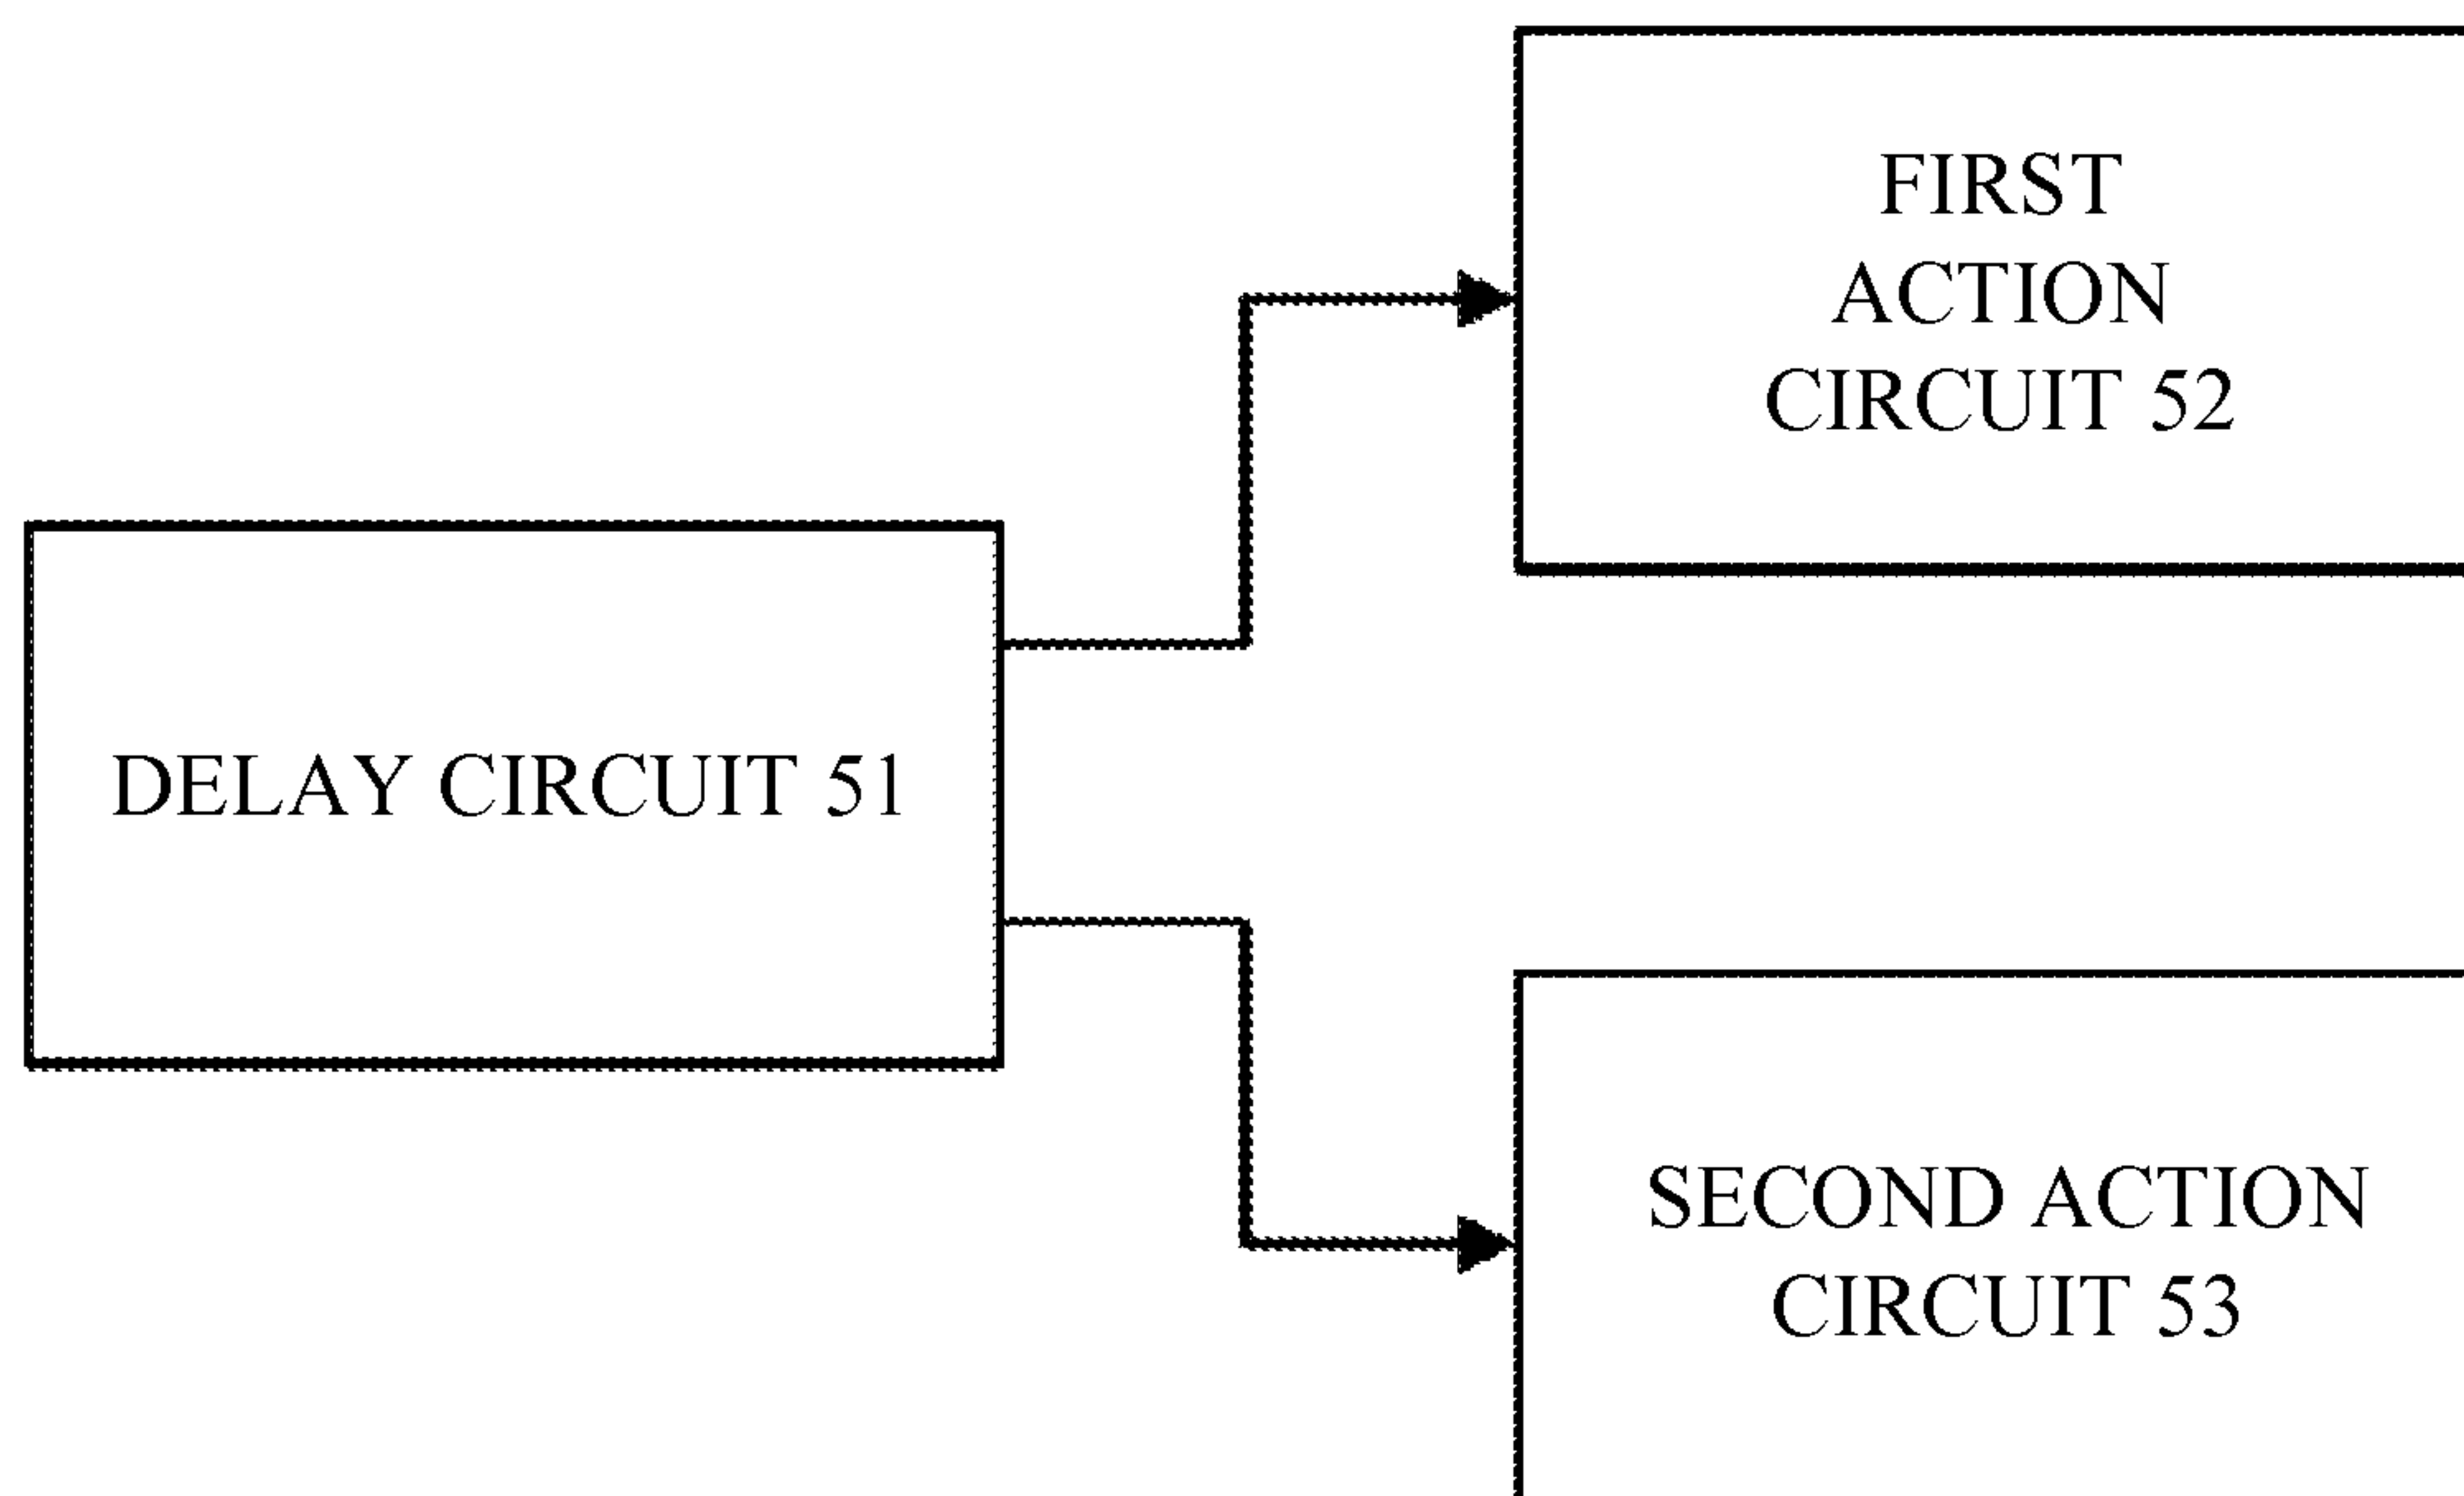 FIRST
ACTION
CIRCUIT 52
DELAY CIRCUIT 51
SECOND ACTION
CIRCUIT 53